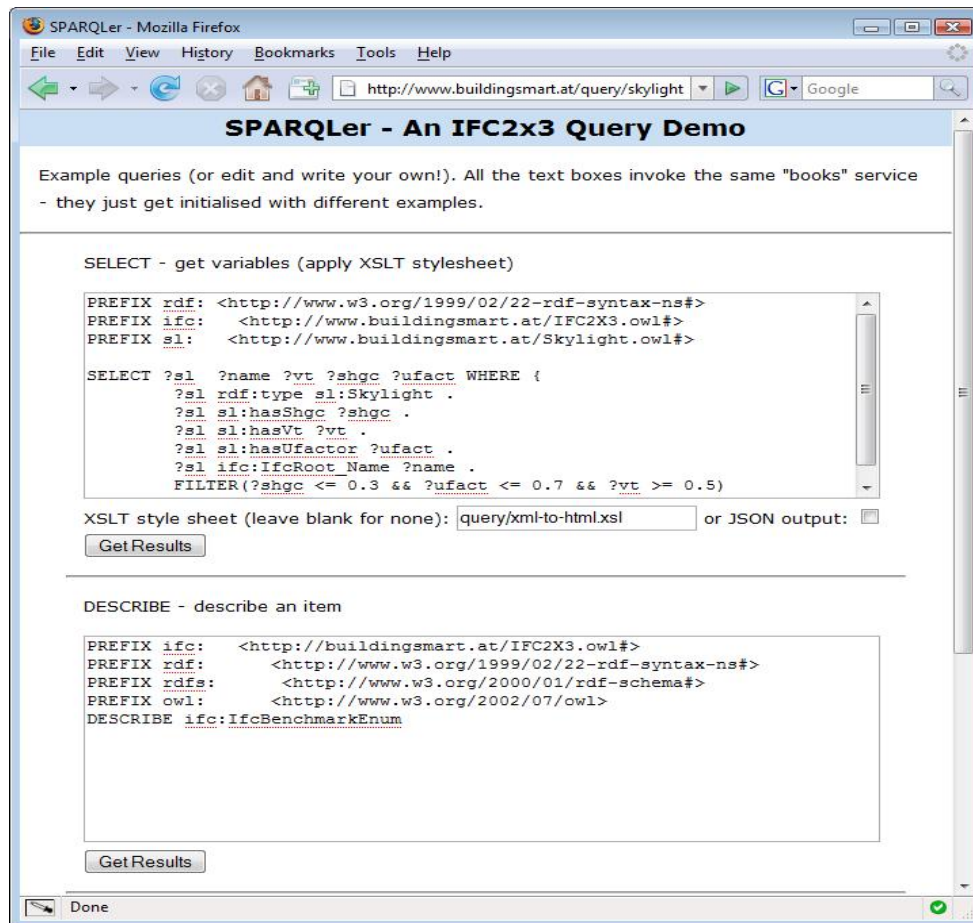 SPARQLer - Mozilla Firefox
File Edit View History Bookmarks Tools Help
http://www.buildingsmart.at/query/skylight G Google
SPARQLer - An IFC2x3 Query Demo
Example queries (or edit and write your own!). All the text boxes invoke the same "books" service
- they just get initialised with different examples.
SELECT - get variables (apply XSLT stylesheet)
PREFIX rdf: <http://www.w3.org/1999/02/22-rdf-syntax-ns#>
PREFIX ifc: <http://www.buildingsmart.at/IFC2X3.owl#>
PREFIX sl: <http://www.buildingsmart.at/Skylight.owl#>
SELECT ?sl ?name ?vt ?shgc ?ufact WHERE {
?sl rdf:type sl:Skylight .
?sl sl:hasShgc ?shgc .
?sl sl:hasVt ?vt .
?sl sl:hasUfactor ?ufact .
?sl ifc:IfcRoot_Name ?name .
FILTER(?shgc <= 0.3 && ?ufact <= 0.7 && ?vt >= 0.5)
XSLT style sheet (leave blank for none): query/xml-to-html.xsl or JSON output:
Get Results
DESCRIBE - describe an item
PREFIX ifc: <http://buildingsmart.at/IFC2X3.owl#>
PREFIX rdf: <http://www.w3.org/1999/02/22-rdf-syntax-ns#>
PREFIX rdfs: <http://www.w3.org/2000/01/rdf-schema#>
PREFIX owl: <http://www.w3.org/2002/07/owl>
DESCRIBE ifc:IfcBenchmarkEnum
Get Results
Done